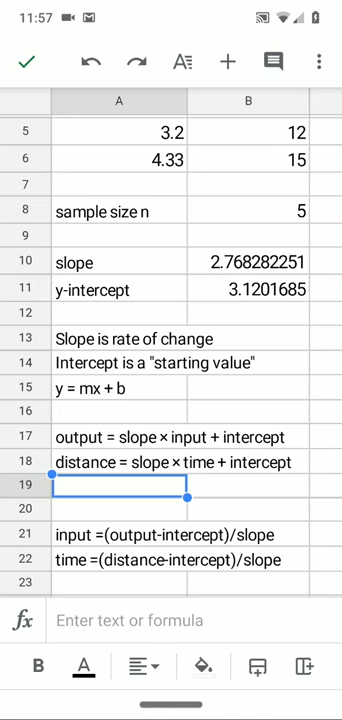 11:57
A B
5 3.2 12
6 4.33 15
7
8 sample size n 5
9
10 slope 2.768282251
11 y-intercept 3.1201685
12
13 Slope is rate of change
14 Intercept is a "starting value"
15 y = mx + b
16
17 output = slope × input + intercept
18 distance = slope × time + intercept
19
20
21 input =(output-intercept)/slope
22 time =(distance-intercept)/slope
23
fx Enter text or formula
B A